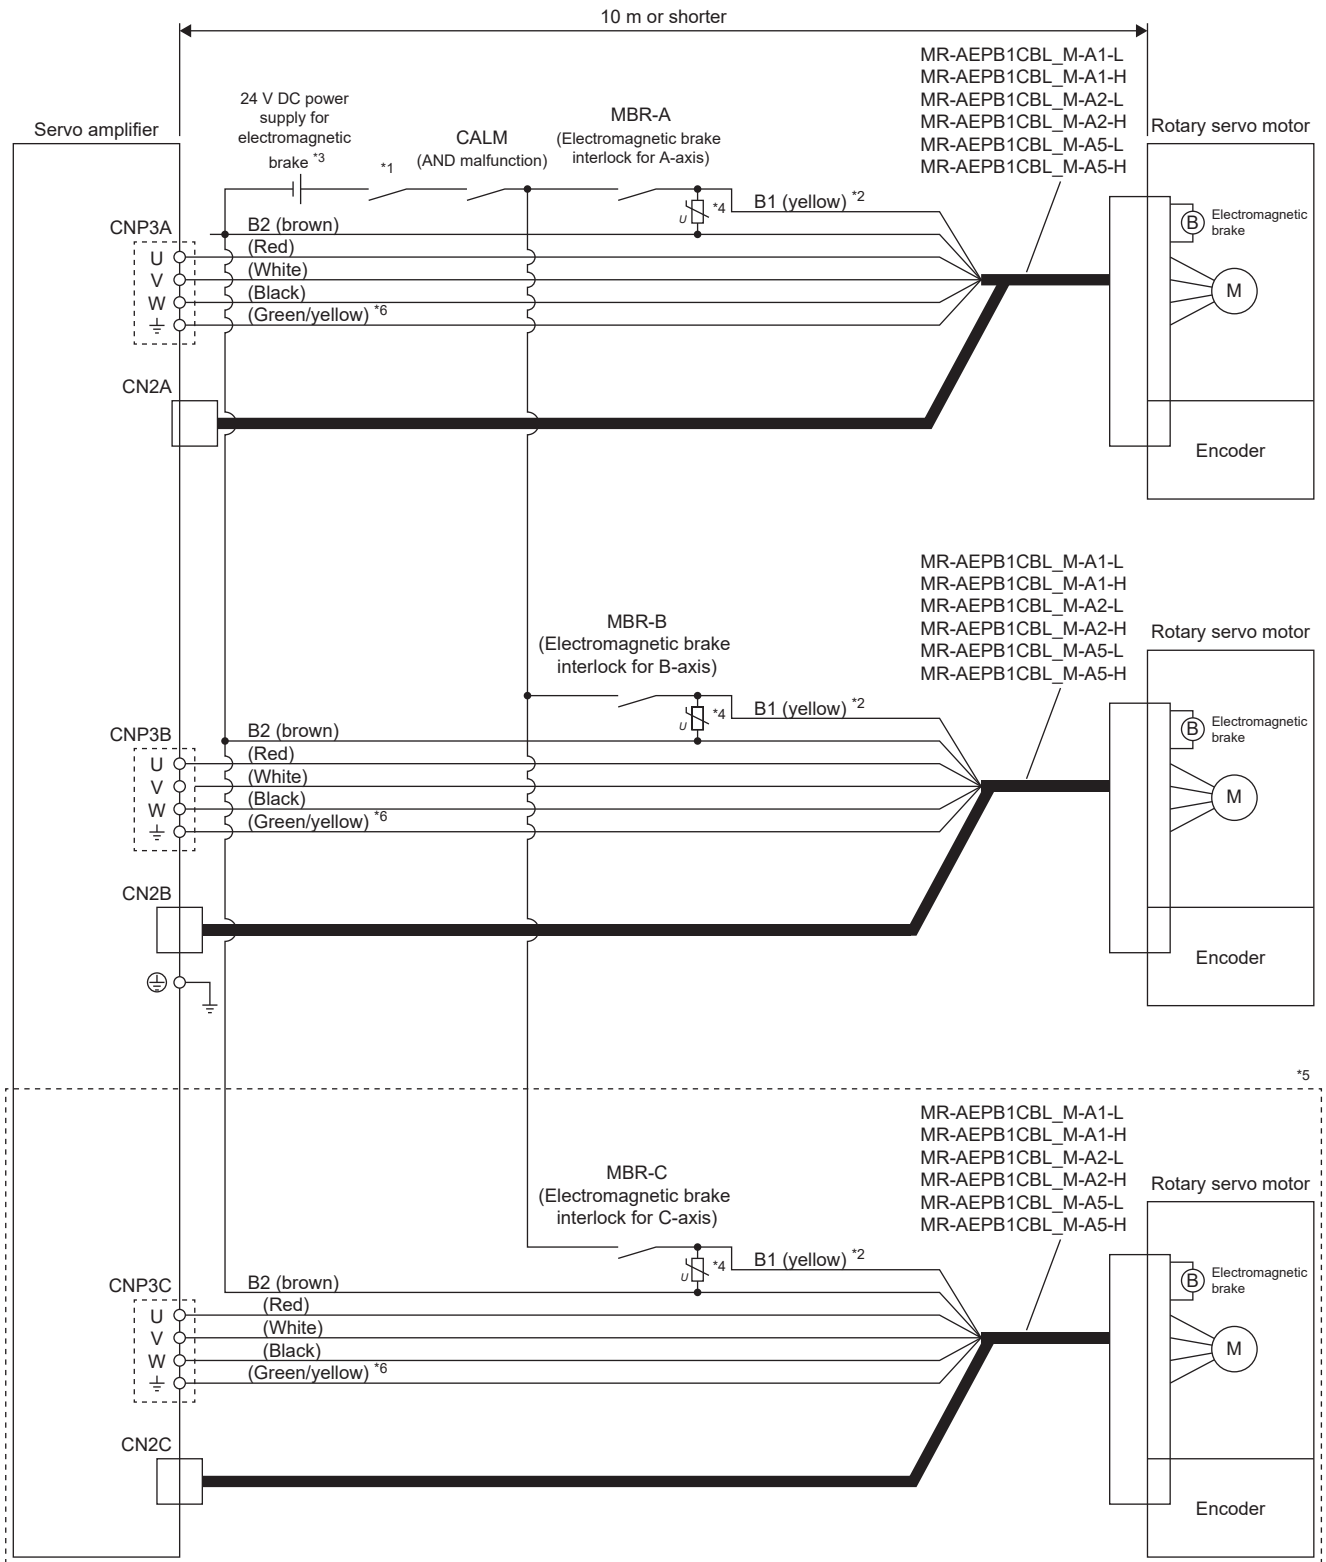 10 m or shorter
MR-AEPB1CBL_M-A1-L
MR-AEPB1CBL_M-A1-H
MR-AEPB1CBL_M-A2-L
MR-AEPB1CBL_M-A2-H
MR-AEPB1CBL_M-A5-L
MR-AEPB1CBL_M-A5-H
Servo amplifier
24 V DC power
supply for
electromagnetic
brake *3
*1
CALM
(AND malfunction)
MBR-A
(Electromagnetic brake
interlock for A-axis)
Rotary servo motor
B1 (yellow) *2
*4
U
CNP3A
B2 (brown)
U
(Red)
V
(White)
W
(Black)
(Green/yellow) *6
B
Electromagnetic
brake
M
CN2A
Encoder
MR-AEPB1CBL_M-A1-L
MR-AEPB1CBL_M-A1-H
MR-AEPB1CBL_M-A2-L
MR-AEPB1CBL_M-A2-H
MR-AEPB1CBL_M-A5-L
MR-AEPB1CBL_M-A5-H
MBR-B
(Electromagnetic brake
interlock for B-axis)
Rotary servo motor
B1 (yellow) *2
*4
U
CNP3B
B2 (brown)
U
(Red)
V
(White)
W
(Black)
(Green/yellow) *6
B
Electromagnetic
brake
M
CN2B
Encoder
*5
MR-AEPB1CBL_M-A1-L
MR-AEPB1CBL_M-A1-H
MR-AEPB1CBL_M-A2-L
MR-AEPB1CBL_M-A2-H
MR-AEPB1CBL_M-A5-L
MR-AEPB1CBL_M-A5-H
MBR-C
(Electromagnetic brake
interlock for C-axis)
Rotary servo motor
B1 (yellow) *2
*4
U
CNP3C
B2 (brown)
U
(Red)
V
(White)
W
(Black)
(Green/yellow) *6
B
Electromagnetic
brake
M
CN2C
Encoder